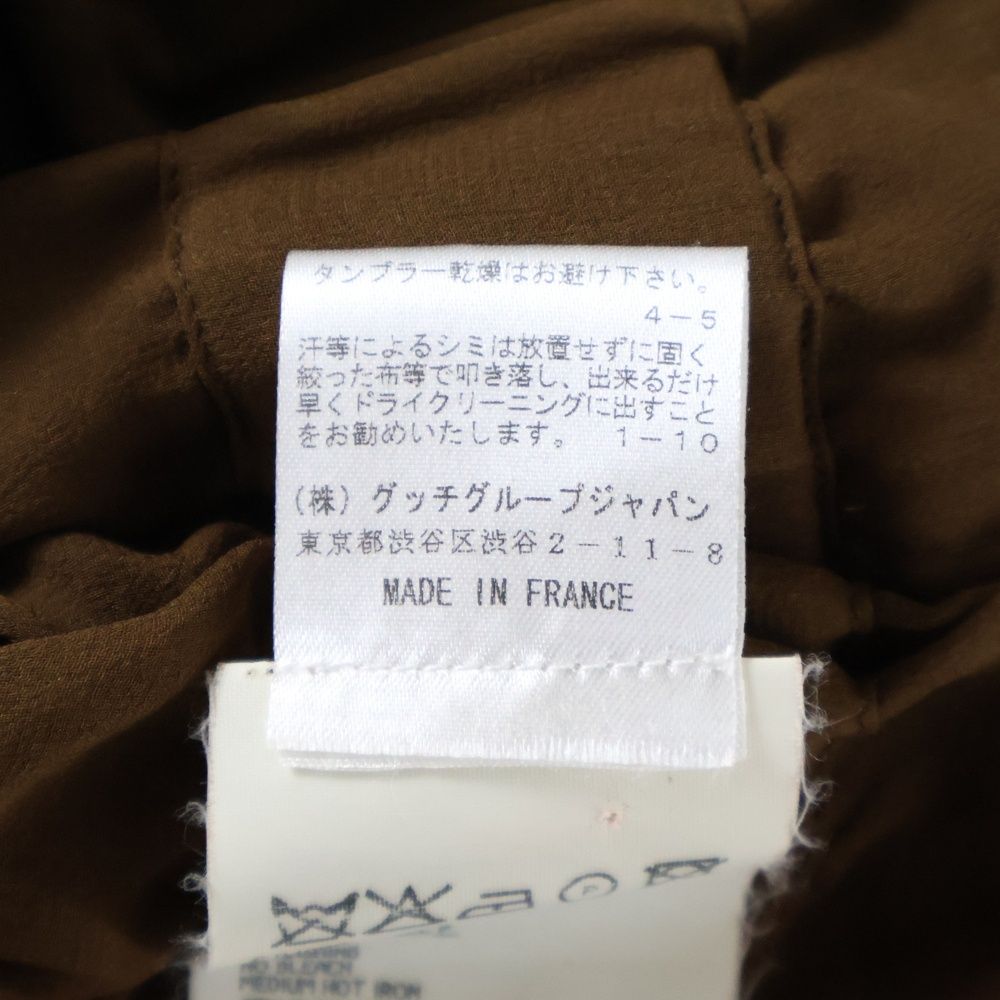 タンブラー乾燥はお避け下さい。
4-5
汗等によるシミは放置せずに固く
絞った布等で叩き落し、出来るだけ
早くドライクリーニングに出すこと
をお勧めいたします。 1-10
(株)グッチグループジャパン
東京都渋谷区渋谷2-11-8
MADE IN FRANCE
NO BLEACH
MEDIUM HOT IRON